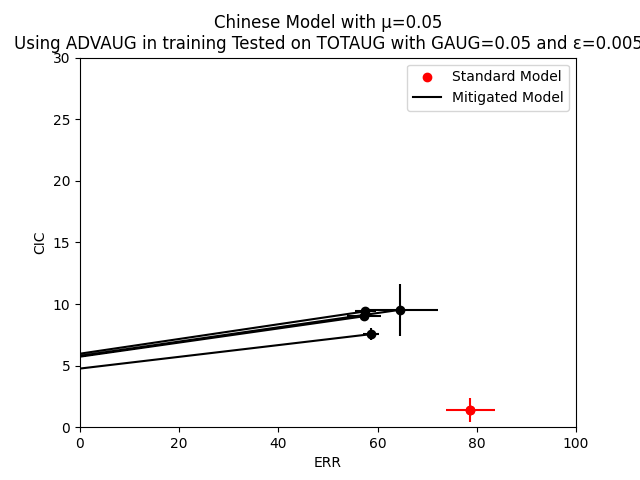 Chinese Model with μ=0.05
Using ADVAUG in training Tested on TOTAUG with GAUG=0.05 and ε=0.005
30
25
20
15
10
5
0
CIC
Standard Model
Mitigated Model
0 20 40 60 80 100
ERR